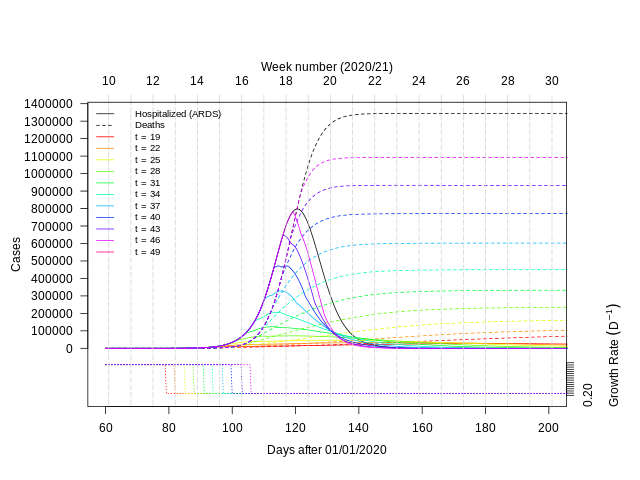 Week number (2020/21)
10 12 14 16 18 20 22 24 26 28 30
1400000
1300000
1200000
1100000
1000000
900000
800000
700000
600000
500000
400000
300000
200000
100000
0
Cases
Hospitalized (ARDS)
Deaths
t = 19
t = 22
t = 25
t = 28
t = 31
t = 34
t = 37
t = 40
t = 43
t = 46
t = 49
0.20
Growth Rate (D⁻¹)
60 80 100 120 140 160 180 200
Days after 01/01/2020